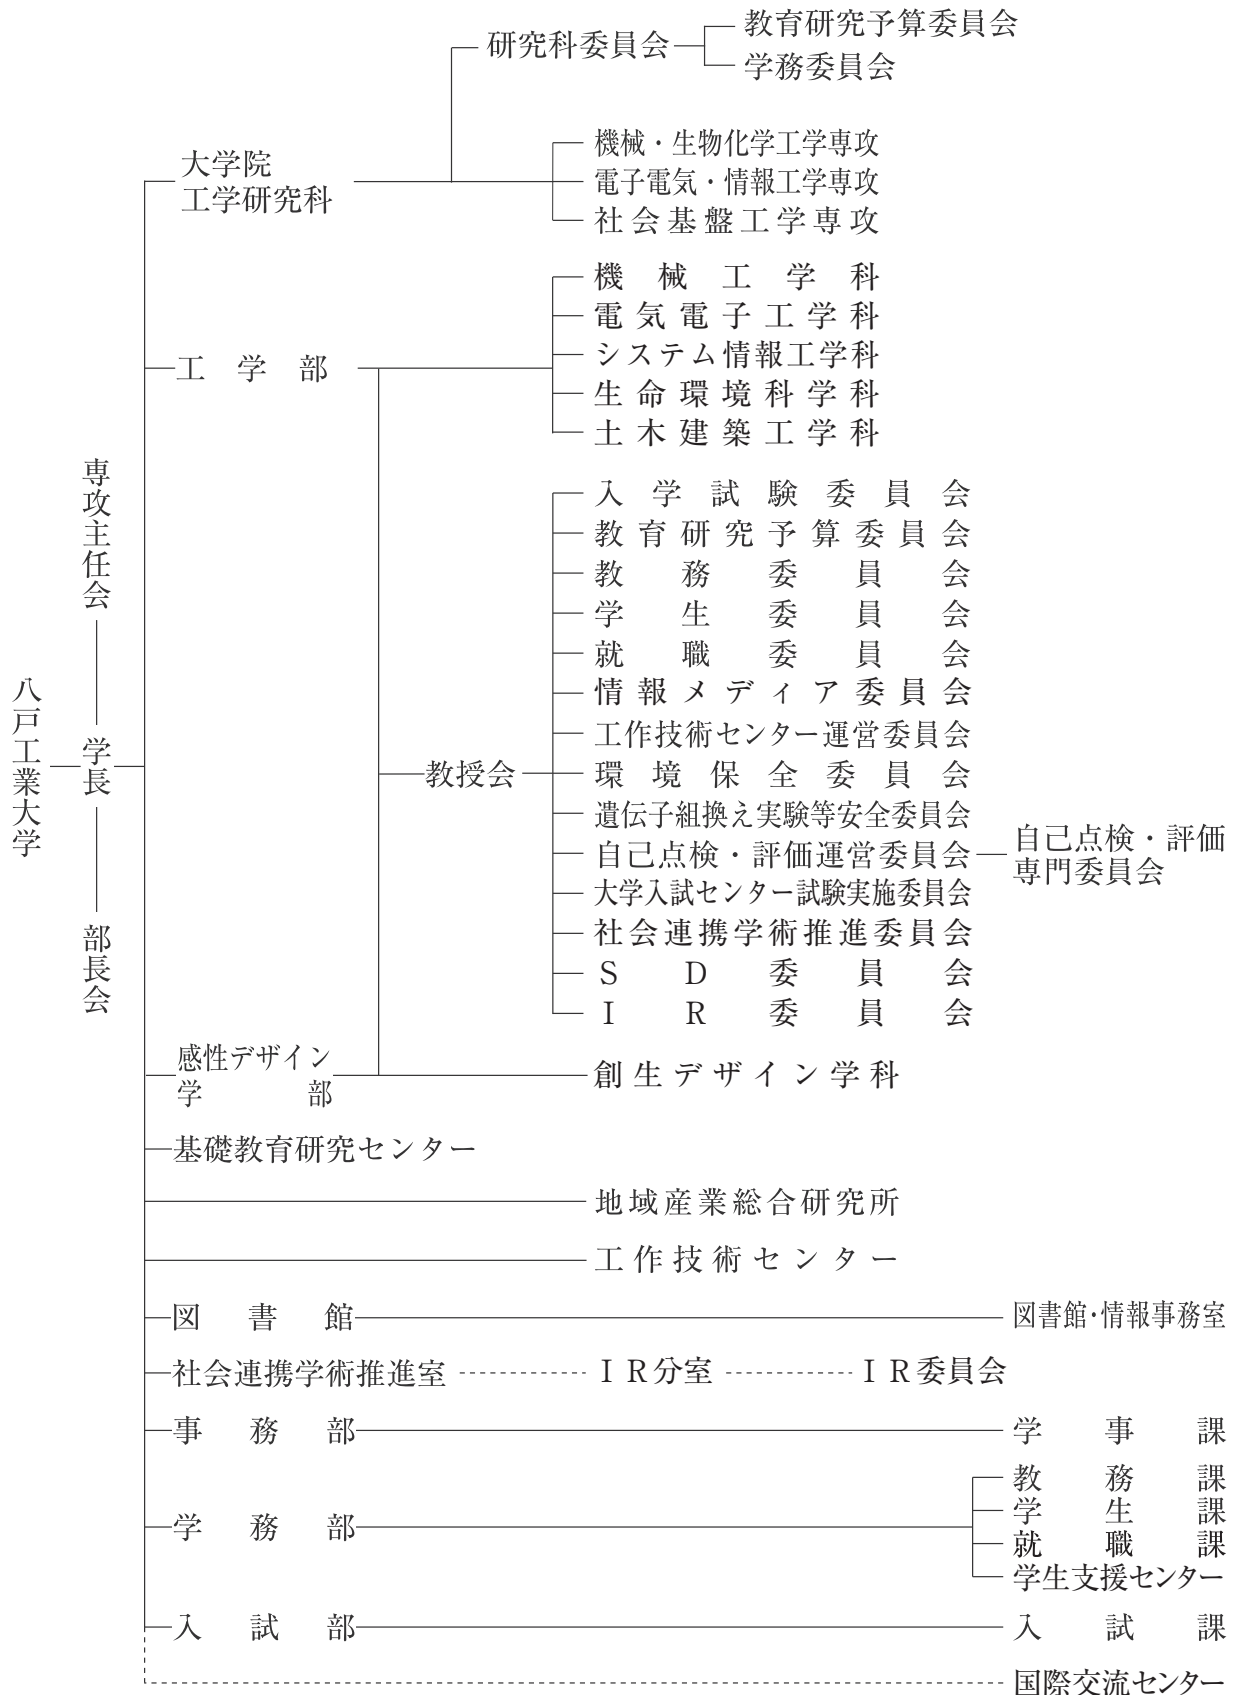 八戸工業大学
専攻主任会
学長
部長会
大学院
工学研究科
研究科委員会
教育研究予算委員会
学務委員会
機械・生物化学工学専攻
電子電気・情報工学専攻
社会基盤工学専攻
工学部
機械工学科
電気電子工学科
システム情報工学科
生命環境科学科
土木建築工学科
教授会
入学試験委員会
教育研究予算委員会
教務委員会
学生委員会
就職委員会
情報メディア委員会
工作技術センター運営委員会
環境保全委員会
遺伝子組換え実験等安全委員会
自己点検・評価運営委員会
自己点検・評価
専門委員会
大学入試センター試験実施委員会
社会連携学術推進委員会
ＳＤ委員会
ＩＲ委員会
感性デザイン
学部
創生デザイン学科
基礎教育研究センター
地域産業総合研究所
工作技術センター
図書館
図書館・情報事務室
社会連携学術推進室
ＩＲ分室
ＩＲ委員会
事務部
学事課
学務部
教務課
学生課
就職課
学生支援センター
入試部
入試課
国際交流センター